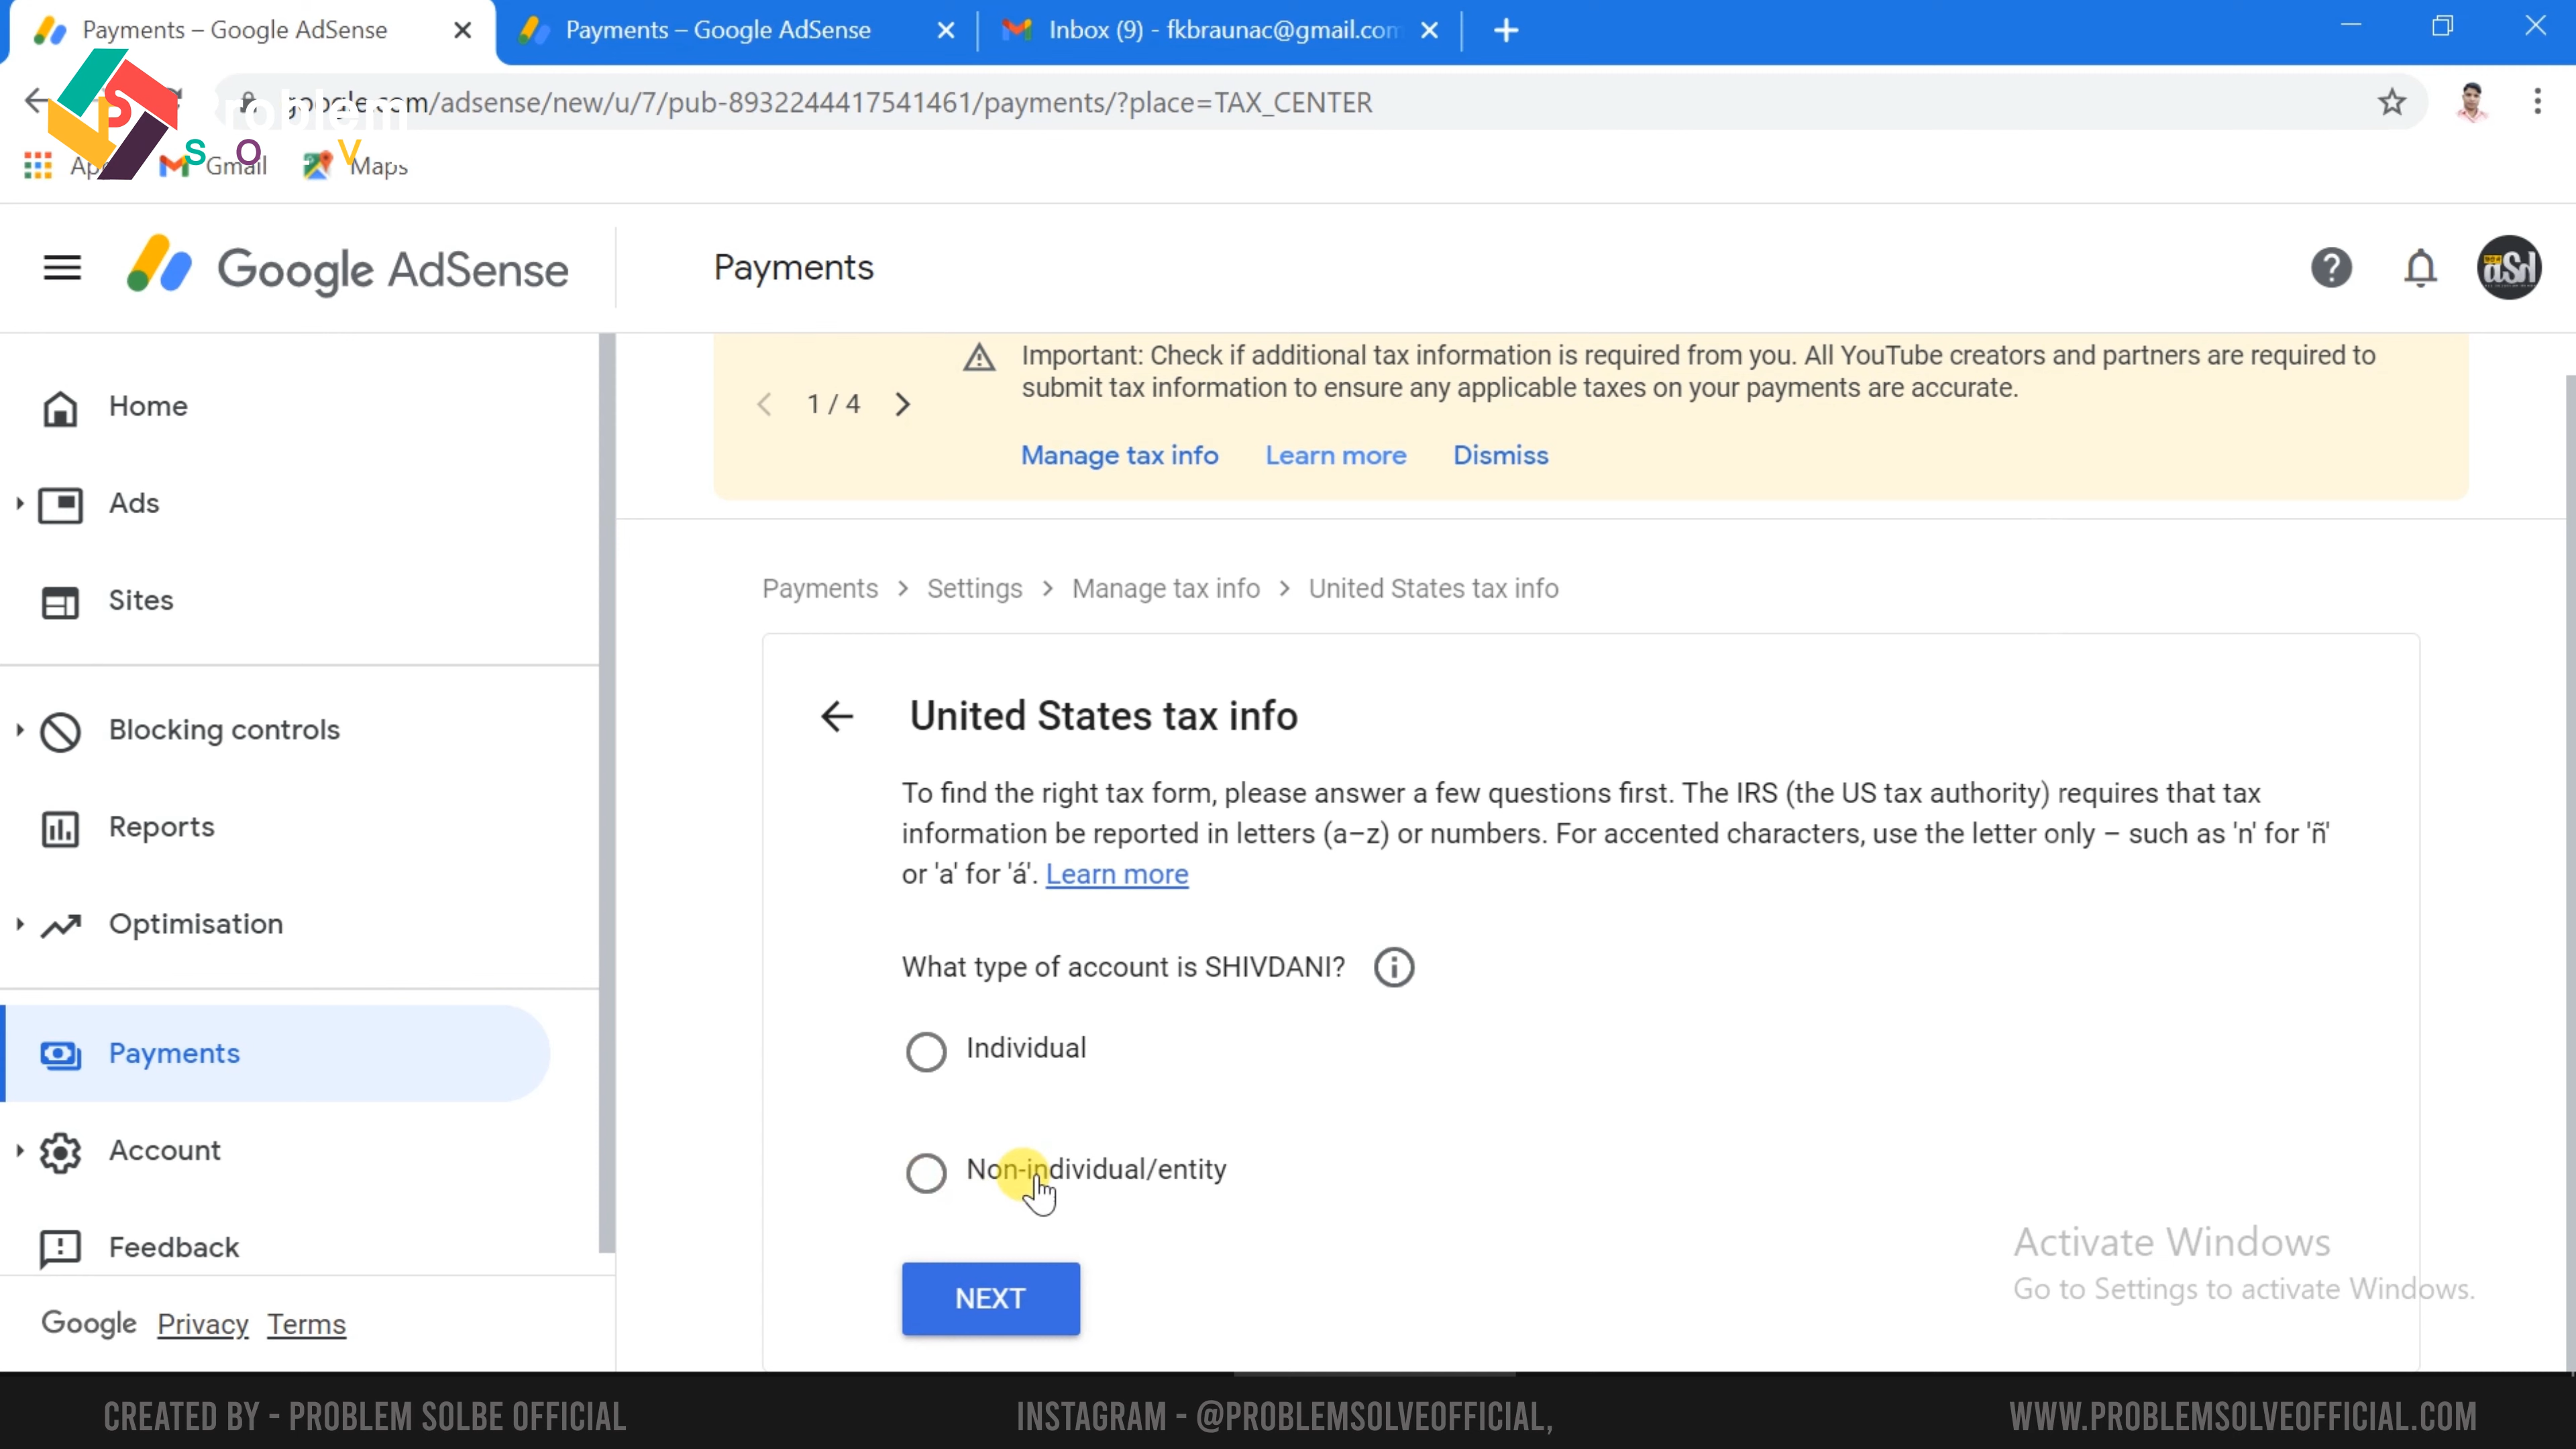 Payments – Google AdSense
Payments – Google AdSense
Inbox (9) - fkbraunac@gmail.com
google.com/adsense/new/u/7/pub-8932244417541461/payments/?place=TAX_CENTER
Problem
S O V
Gmail
Maps
Google AdSense
Payments
Home
Ads
Sites
Blocking controls
Reports
Optimisation
Payments
Account
Feedback
Google Privacy Terms
Important: Check if additional tax information is required from you. All YouTube creators and partners are required to
submit tax information to ensure any applicable taxes on your payments are accurate.
1 / 4
Manage tax info Learn more Dismiss
Payments > Settings > Manage tax info > United States tax info
United States tax info
To find the right tax form, please answer a few questions first. The IRS (the US tax authority) requires that tax
information be reported in letters (a–z) or numbers. For accented characters, use the letter only – such as 'n' for 'ñ'
or 'a' for 'á'. Learn more
What type of account is SHIVDANI?
Individual
Non-individual/entity
NEXT
Activate Windows
Go to Settings to activate Windows.
CREATED BY - PROBLEM SOLBE OFFICIAL
INSTAGRAM - @PROBLEMSOLVEOFFICIAL,
WWW.PROBLEMSOLVEOFFICIAL.COM